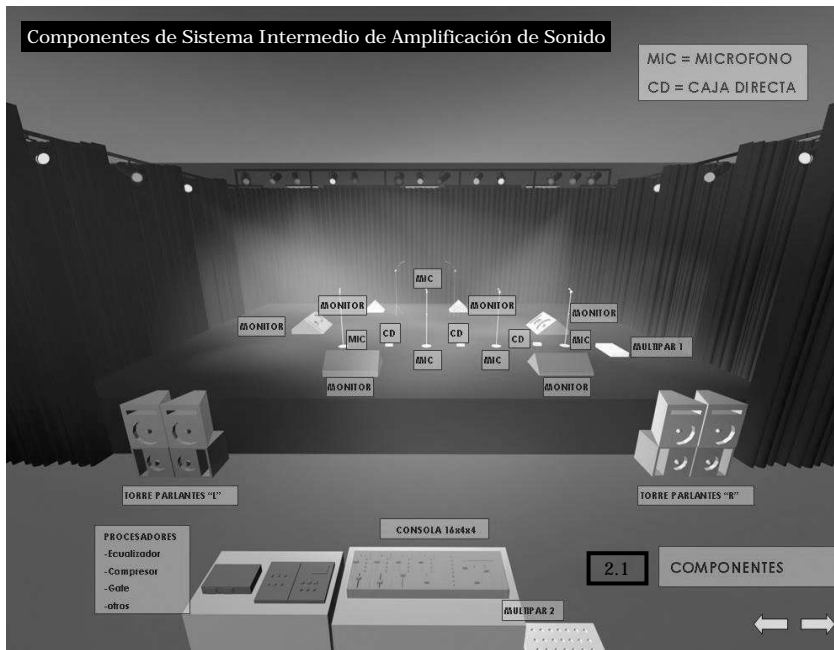 Componentes de Sistema Intermedio de Amplificación de Sonido
MIC = MICROFONO
CD = CAJA DIRECTA
MIC
MONITOR
MONITOR
MONITOR
MONITOR
MIC
CD
CD
CD
MIC
MULTIPAR 1
MIC
MIC
MONITOR
MONITOR
TORRE PARLANTES "L"
TORRE PARLANTES "R"
PROCESADORES
-Ecualizador
-Compresor
-Gate
-otros
CONSOLA 16x4x4
2.1
COMPONENTES
MULTIPAR 2